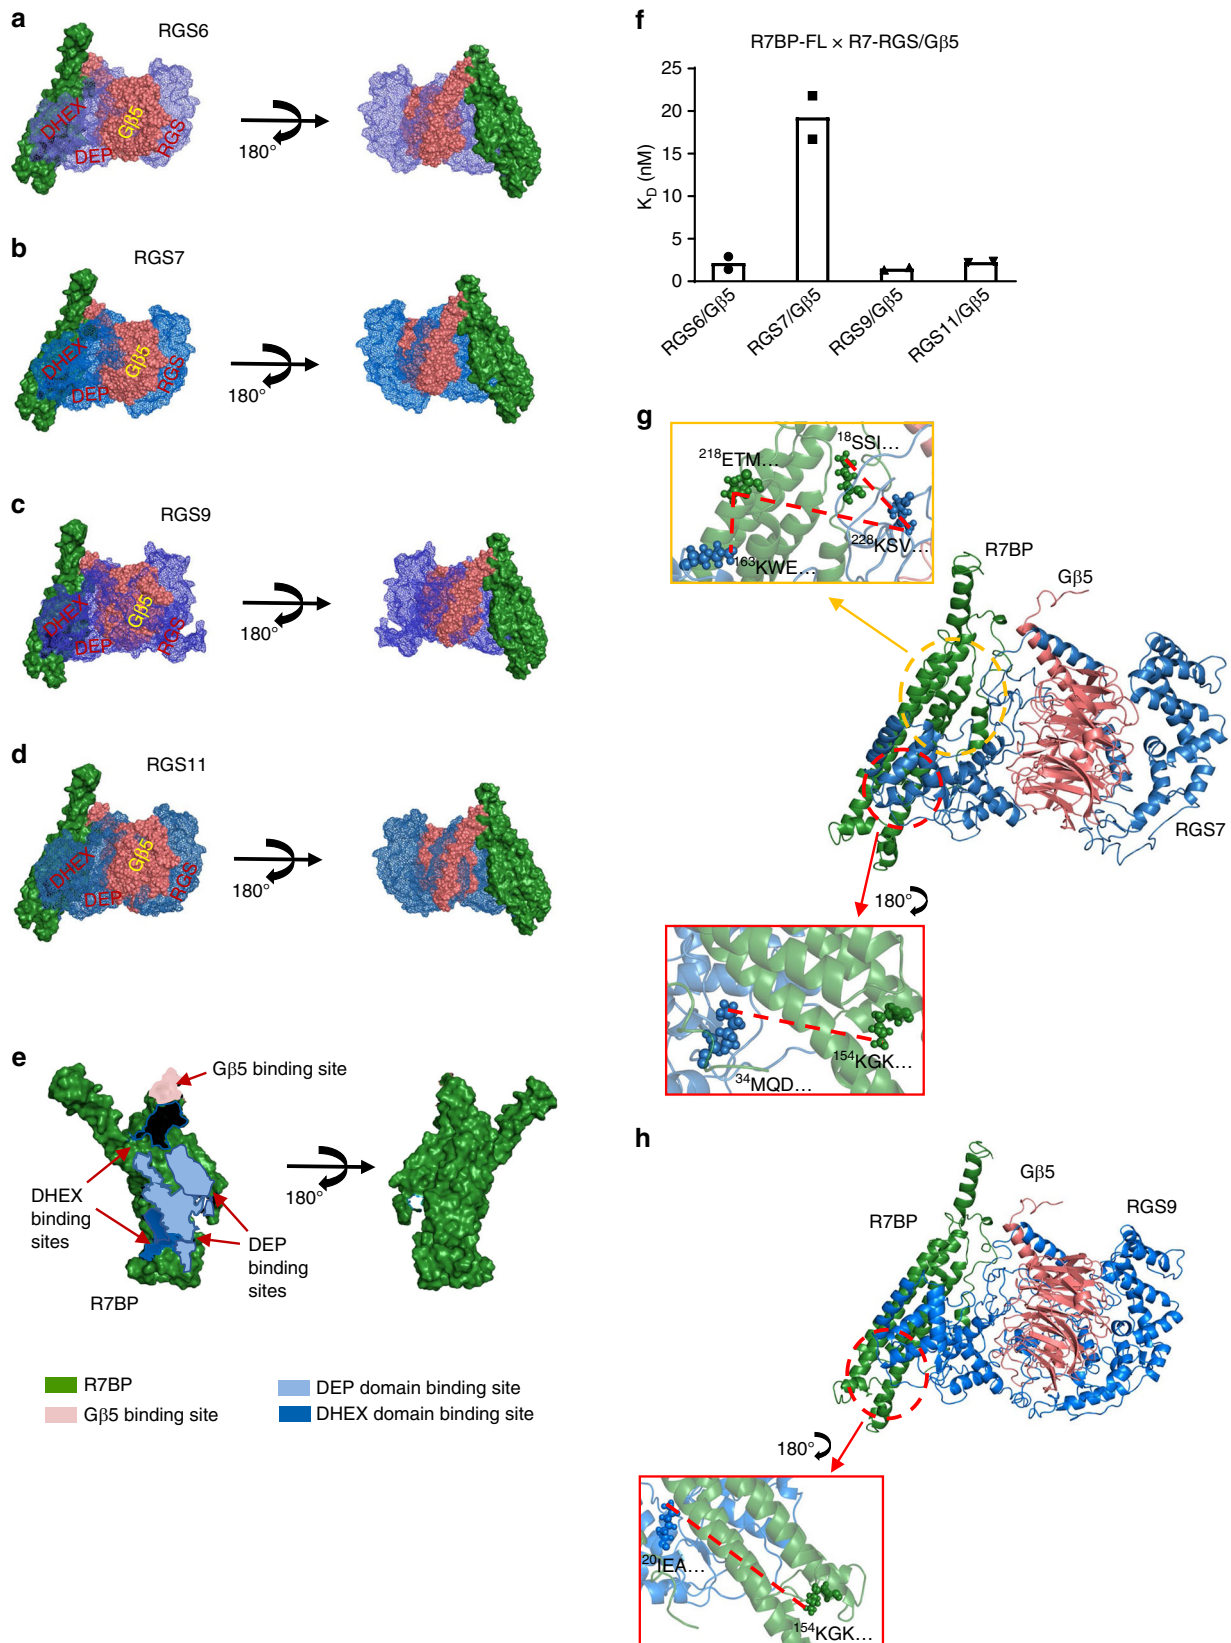 a
RGS6
DHEX
DEP
Gβ5
RGS
180°
b
RGS7
DHEX
DEP
Gβ5
RGS
180°
c
RGS9
DHEX
DEP
Gβ5
RGS
180°
d
RGS11
DHEX
DEP
Gβ5
RGS
180°
e
Gβ5 binding site
DHEX
binding
sites
DEP
binding
sites
R7BP
180°
R7BP
Gβ5 binding site
DEP domain binding site
DHEX domain binding site
f
R7BP-FL × R7-RGS/Gβ5
K_D (nM)
25
20
15
10
5
0
RGS6/Gβ5
RGS7/Gβ5
RGS9/Gβ5
RGS11/Gβ5
g
²¹⁸ETM...
¹⁸SSI...
²²⁸KSV...
¹⁶³KWE...
R7BP
Gβ5
RGS7
180°
¹⁵⁴KGK...
³⁴MQD...
h
Gβ5
RGS9
R7BP
180°
²⁰IEA...
¹⁵⁴KGK...